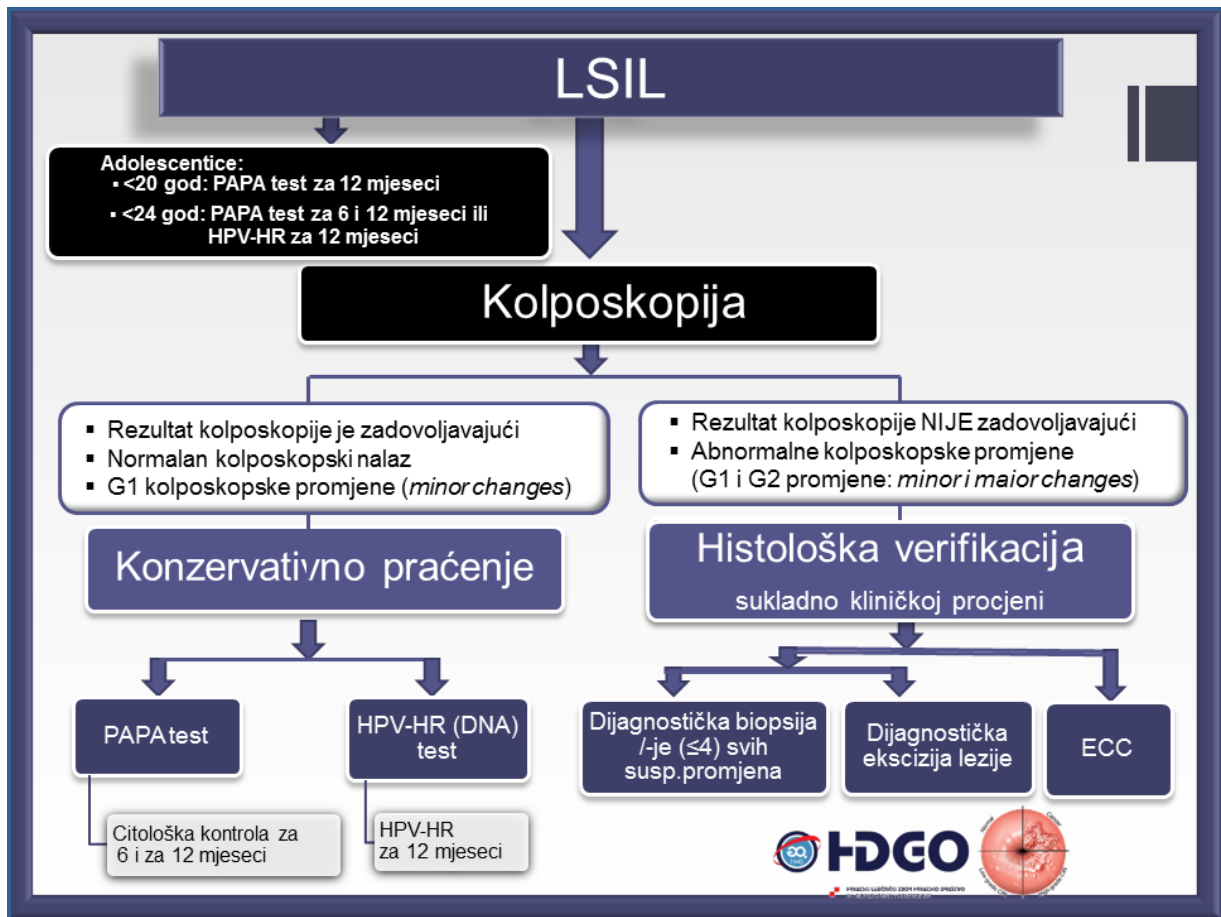 LSIL
Adolescentice:
▪ <20 god: PAPA test za 12 mjeseci
▪ <24 god: PAPA test za 6 i 12 mjeseci ili
HPV-HR za 12 mjeseci
Kolposkopija
▪ Rezultat kolposkopije je zadovoljavajući
▪ Normalan kolposkopski nalaz
▪ G1 kolposkopske promjene (minor changes)
▪ Rezultat kolposkopije NIJE zadovoljavajući
▪ Abnormalne kolposkopske promjene
(G1 i G2 promjene: minor i maior changes)
Konzervativno praćenje
Histološka verifikacija
sukladno kliničkoj procjeni
PAPA test
HPV-HR (DNA)
test
Dijagnostička biopsija
/-je (≤4) svih
susp.promjena
Dijagnostička
ekscizija lezije
ECC
Citološka kontrola za
6 i za 12 mjeseci
HPV-HR
za 12 mjeseci
HDGO
Normal
Cancer